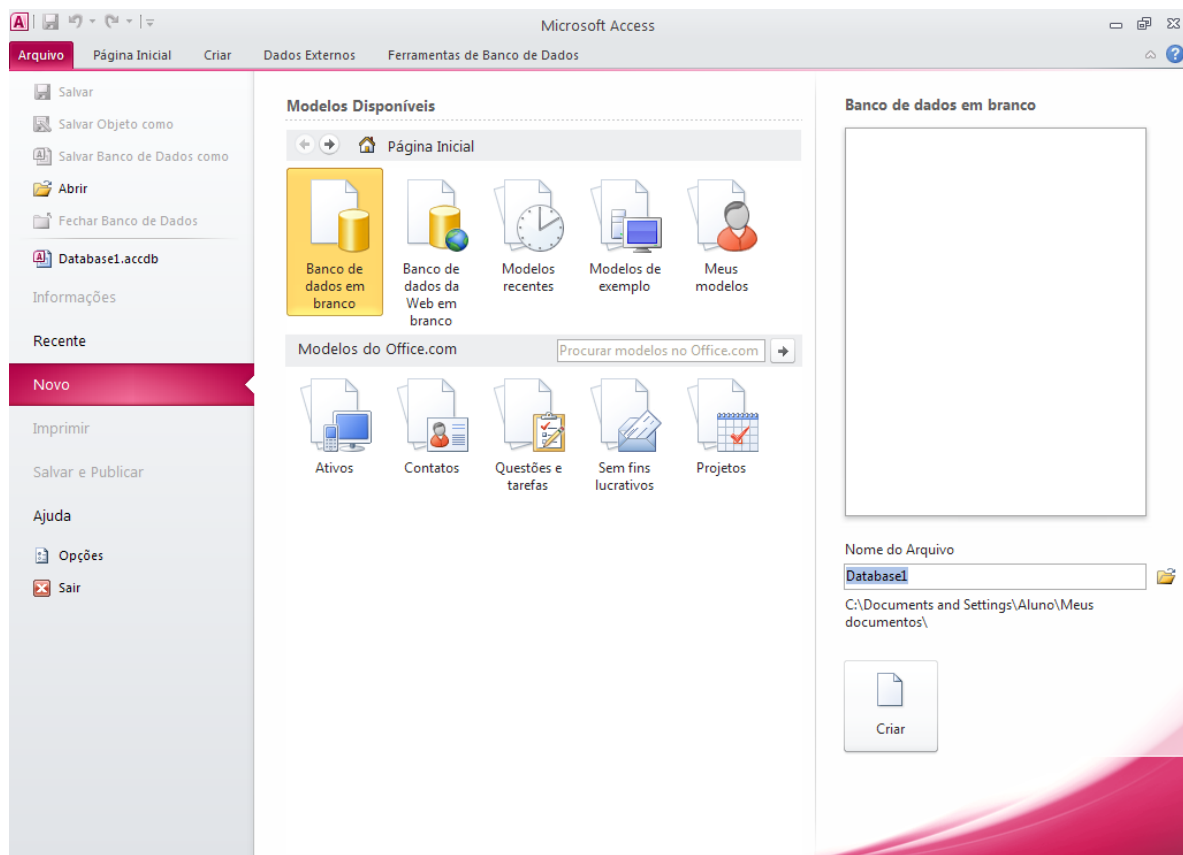 Microsoft Access
Arquivo Página Inicial Criar Dados Externos Ferramentas de Banco de Dados
Salvar
Salvar Objeto como
Salvar Banco de Dados como
Abrir
Fechar Banco de Dados
Database1.accdb
Informações
Recente
Novo
Imprimir
Salvar e Publicar
Ajuda
Opções
Sair
Modelos Disponíveis
Página Inicial
Banco de
dados em
branco
Banco de
dados da
Web em
branco
Modelos
recentes
Modelos de
exemplo
Meus
modelos
Modelos do Office.com
Procurar modelos no Office.com
Ativos
Contatos
Questões e
tarefas
Sem fins
lucrativos
Projetos
Banco de dados em branco
Nome do Arquivo
Database1
C:\Documents and Settings\Aluno\Meus
documentos\
Criar